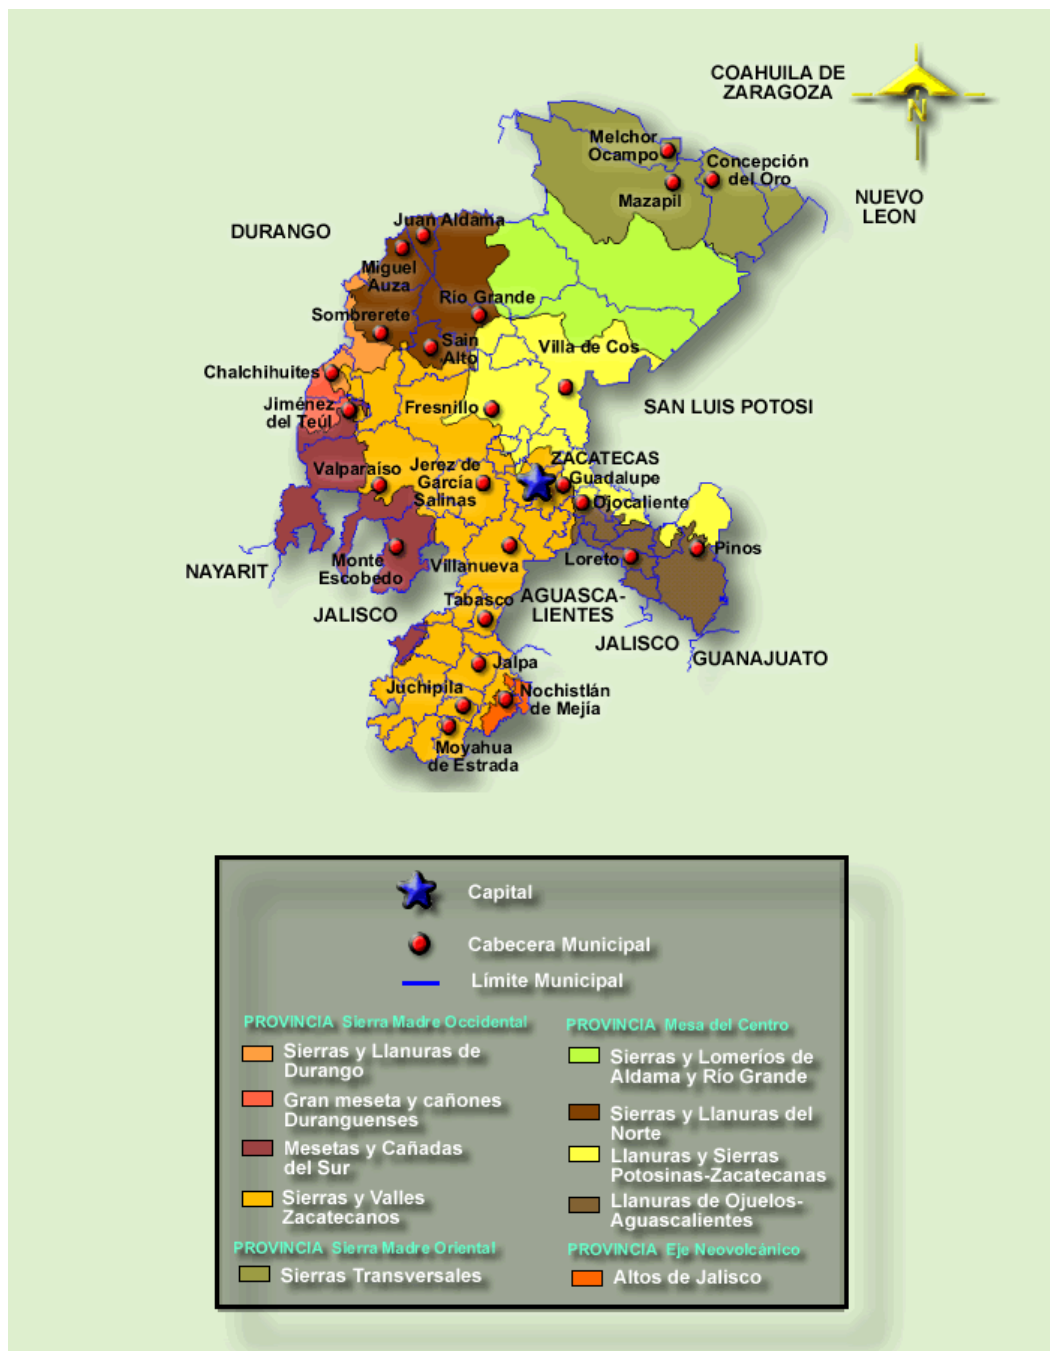 COAHUILA DE
ZARAGOZA
N
Melchor
Ocampo
Concepción
del Oro
Mazapil
NUEVO
LEON
DURANGO
Juan Aldama
Miguel
Auza
Río Grande
Sombrerete
Sain
Alto
Villa de Cos
Chalchihuites
Jiménez
del Teúl
Fresnillo
SAN LUIS POTOSI
ZACATECAS
Valparaíso
Jerez de
García
Salinas
Guadalupe
Ojocaliente
Pinos
Loreto
Monte
Escobedo
Villanueva
NAYARIT
JALISCO
Tabasco
AGUASCA-
LIENTES
JALISCO
GUANAJUATO
Jalpa
Juchipila
Nochistlán
de Mejía
Moyahua
de Estrada
Capital
Cabecera Municipal
Límite Municipal
PROVINCIA Sierra Madre Occidental
Sierras y Llanuras de
Durango
Gran meseta y cañones
Duranguenses
Mesetas y Cañadas
del Sur
Sierras y Valles
Zacatecanos
PROVINCIA Sierra Madre Oriental
Sierras Transversales
PROVINCIA Mesa del Centro
Sierras y Lomeríos de
Aldama y Río Grande
Sierras y Llanuras del
Norte
Llanuras y Sierras
Potosinas-Zacatecanas
Llanuras de Ojuelos-
Aguascalientes
PROVINCIA Eje Neovolcánico
Altos de Jalisco